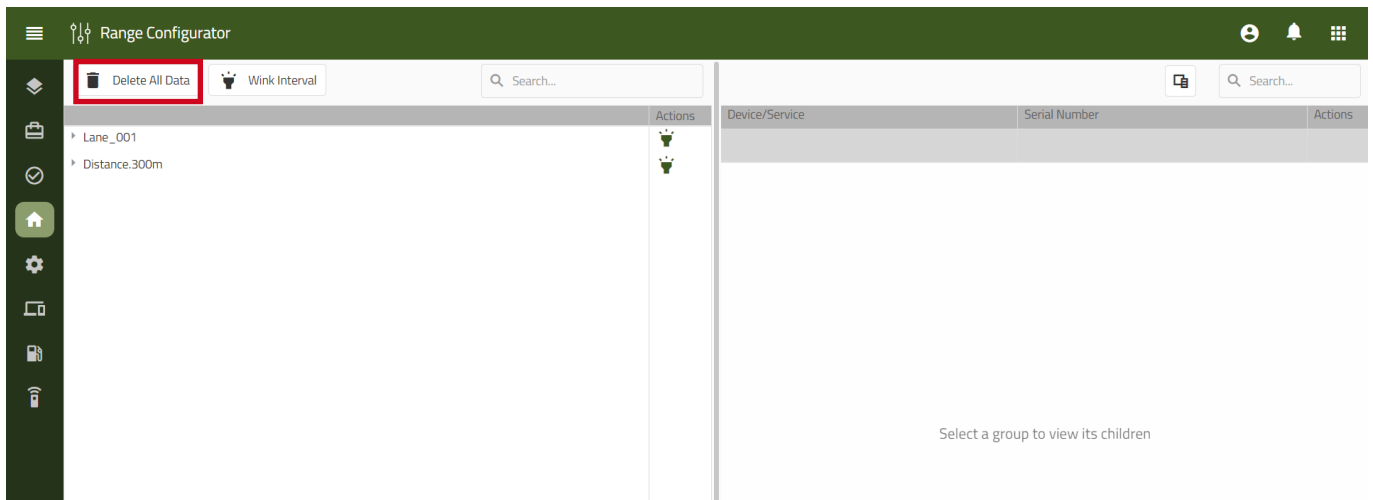 Range Configurator
Delete All Data
Wink Interval
Search...
Search...
Actions
Device/Service
Serial Number
Actions
Lane_001
Distance.300m
Select a group to view its children